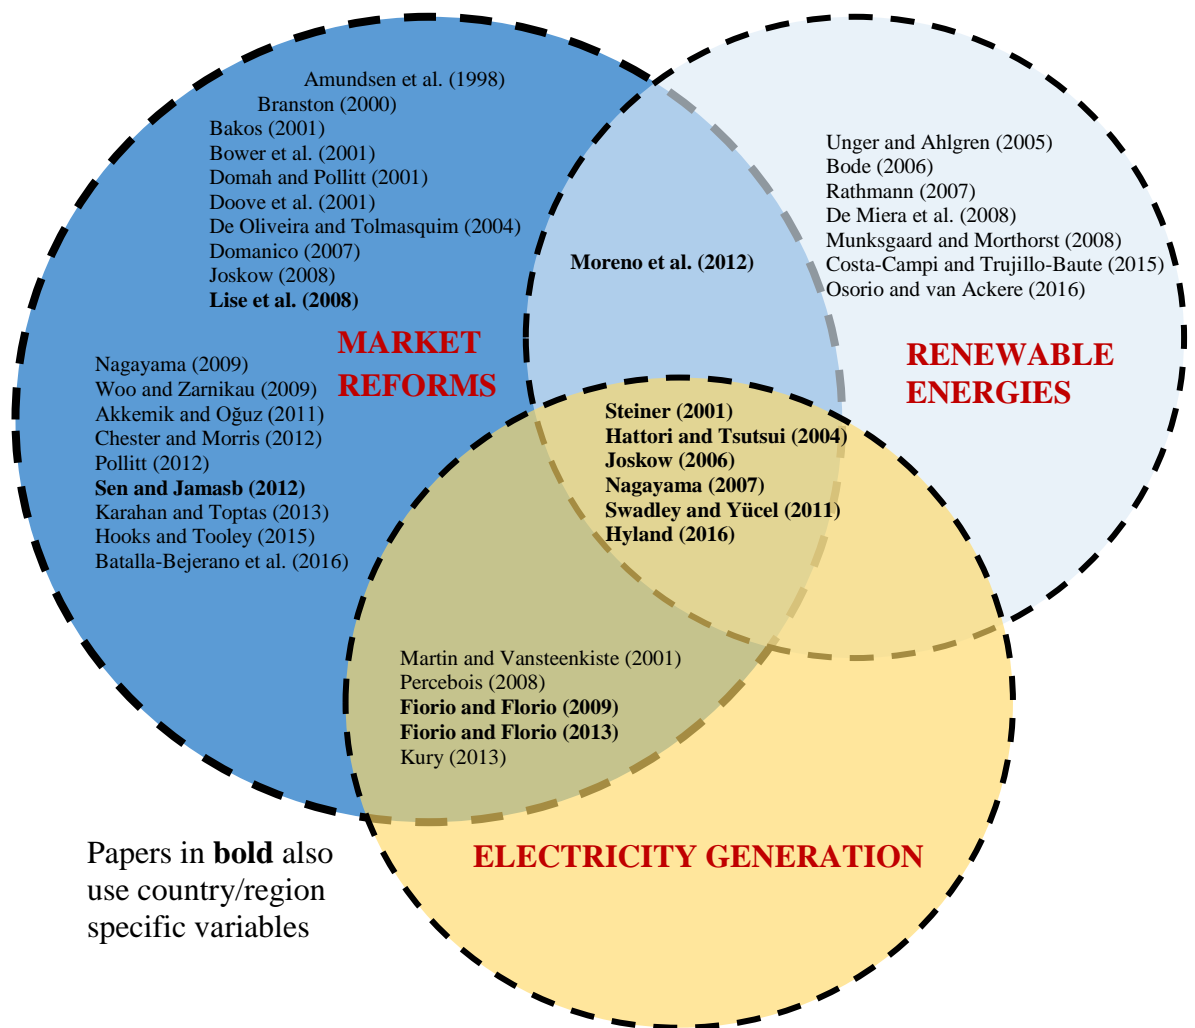 Amundsen et al. (1998)
Branston (2000)
Bakos (2001)
Bower et al. (2001)
Domah and Pollitt (2001)
Doove et al. (2001)
De Oliveira and Tolmasquim (2004)
Domanico (2007)
Joskow (2008)
Lise et al. (2008)
MARKET
REFORMS
Nagayama (2009)
Woo and Zarnikau (2009)
Akkemik and Oğuz (2011)
Chester and Morris (2012)
Pollitt (2012)
Sen and Jamasb (2012)
Karahan and Toptas (2013)
Hooks and Tooley (2015)
Batalla-Bejerano et al. (2016)
Moreno et al. (2012)
Unger and Ahlgren (2005)
Bode (2006)
Rathmann (2007)
De Miera et al. (2008)
Munksgaard and Morthorst (2008)
Costa-Campi and Trujillo-Baute (2015)
Osorio and van Ackere (2016)
RENEWABLE
ENERGIES
Steiner (2001)
Hattori and Tsutsui (2004)
Joskow (2006)
Nagayama (2007)
Swadley and Yücel (2011)
Hyland (2016)
Martin and Vansteenkiste (2001)
Percebois (2008)
Fiorio and Florio (2009)
Fiorio and Florio (2013)
Kury (2013)
ELECTRICITY GENERATION
Papers in bold also
use country/region
specific variables